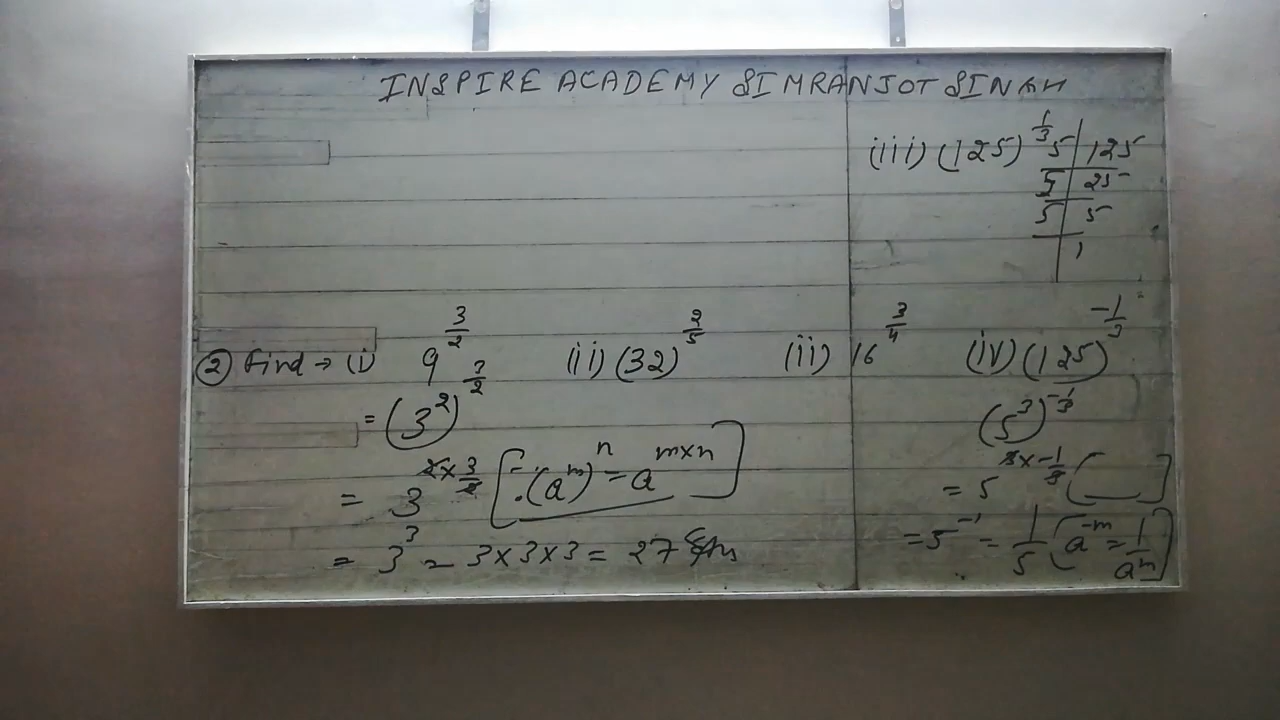 INSPIRE ACADEMY SIMRANJOT SINGH
(iii) (125)^1/3 5 | 125
5 | 25
5 | 5
1
② Find → (i) 9^3/2 (ii) (32)^2/5 (ii) 16^3/4 (iv) (125)^-1/3
= (3^2)^3/2 (5^3)^-1/3
= 3^2×3/2 [∵(a^m)^n = a^m×n] = 5^3×-1/3 ( ]
= 3^3 = 3×3×3 = 27 Ans = 5^-1 = 1/5 (a^-m = 1/a^m]